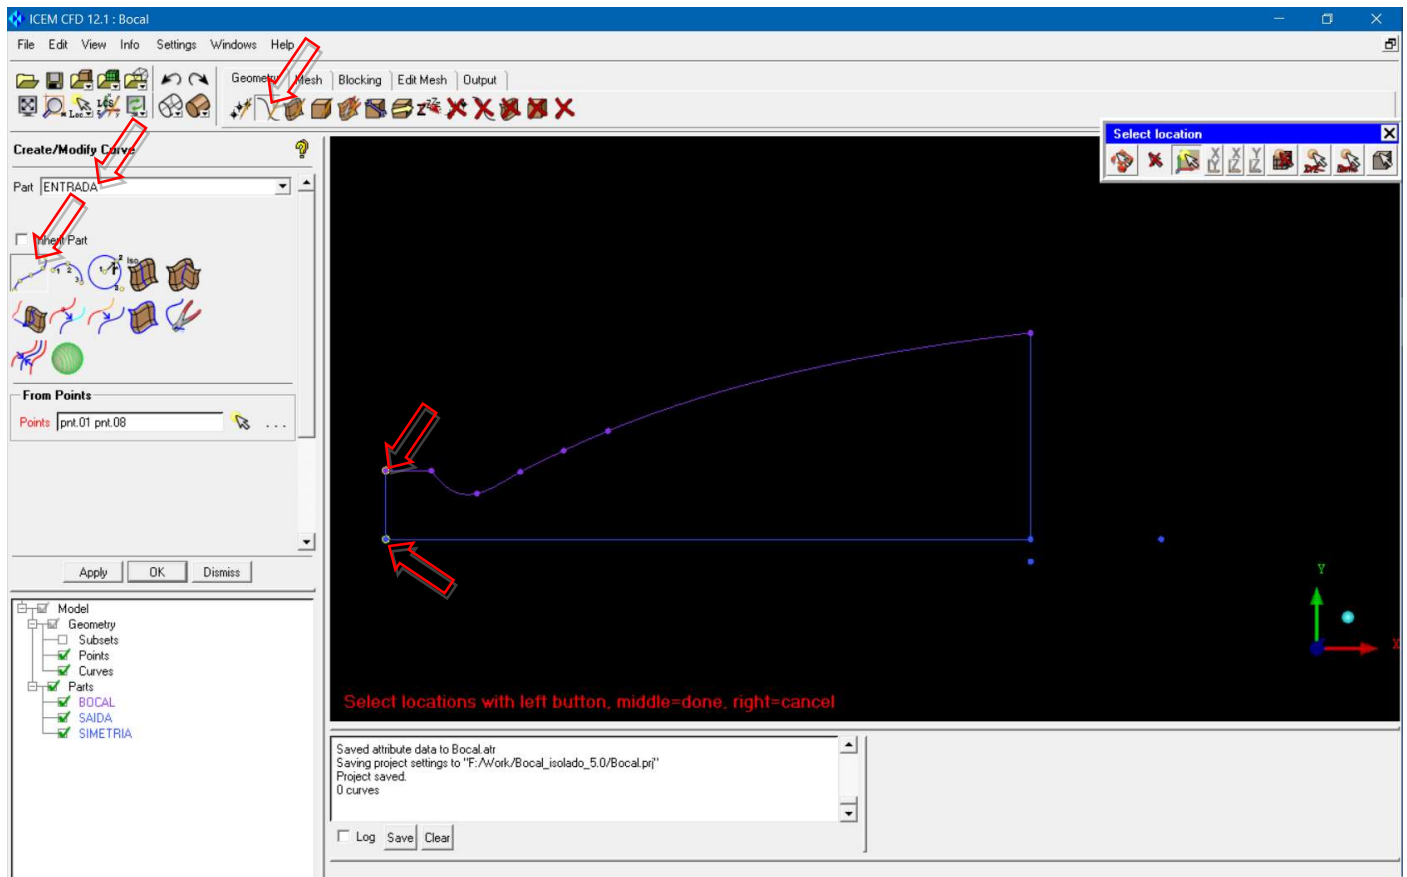 ICEM CFD 12.1 : Bocal
File Edit View Info Settings Windows Help
Geometry Mesh Blocking Edit Mesh Output
Select location
Create/Modify Curve
Part ENTRADA
Inherit Part
From Points
Points pnt.01 pnt.08 ...
Apply OK Dismiss
Model
Geometry
Subsets
Points
Curves
Parts
BOCAL
SAIDA
SIMETRIA
Y
X
Select locations with left button, middle=done, right=cancel
Saved attribute data to Bocal.atr
Saving project settings to "F:/Work/Bocal_isolado_5.0/Bocal.prj"
Project saved.
0 curves
Log Save Clear